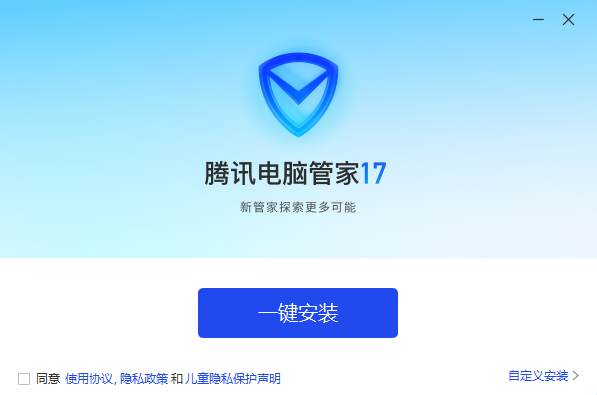 腾讯电脑管家17
新管家探索更多可能
一键安装
同意 使用协议, 隐私政策 和 儿童隐私保护声明
自定义安装 >